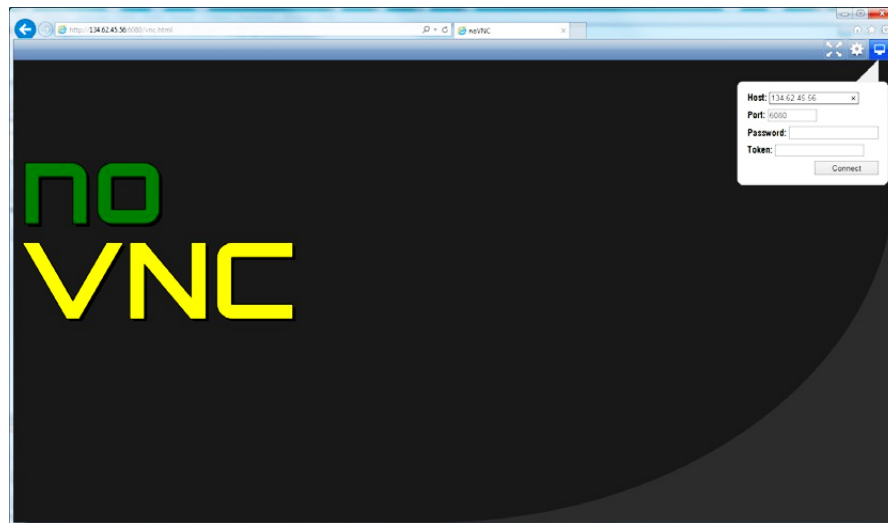 http://134.62.45.56:6080/vnc.html
noVNC
Host: 134.62.45.56
Port: 6080
Password:
Token:
Connect
no
VNC